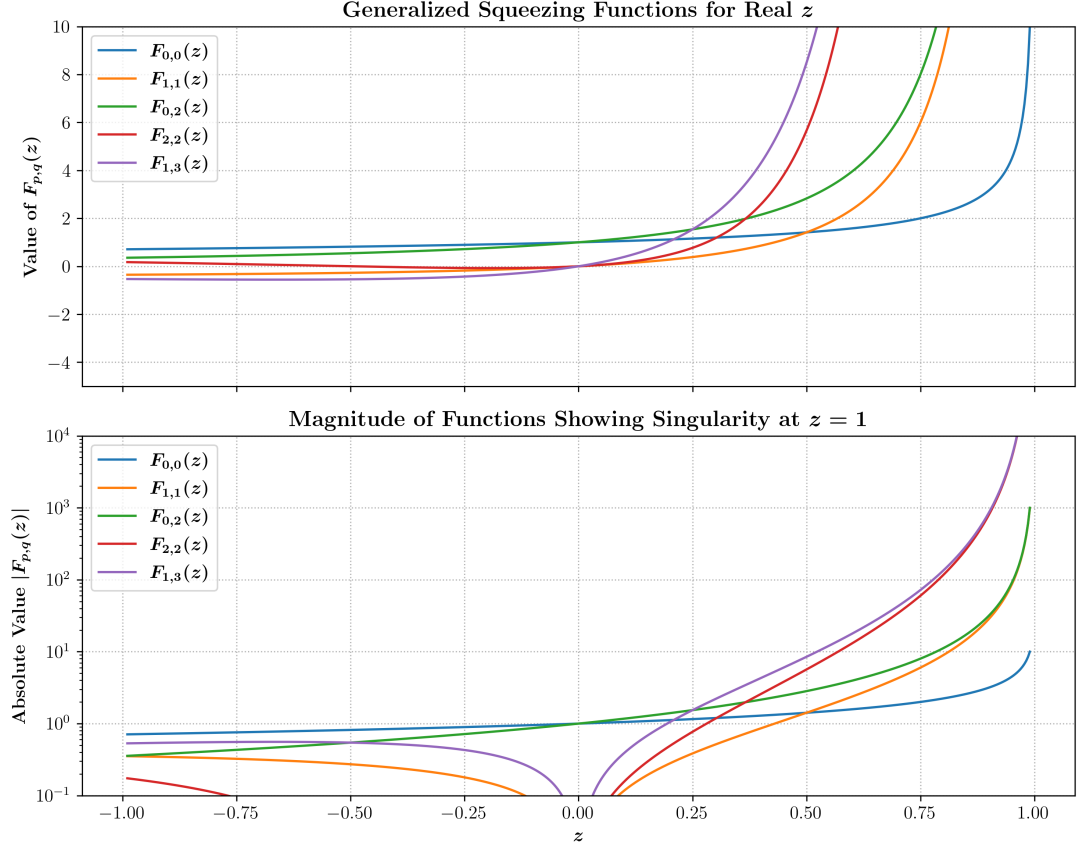 Generalized Squeezing Functions for Real z
Value of F_{p,q}(z)
10
8
6
4
2
0
−2
−4
F_{0,0}(z)
F_{1,1}(z)
F_{0,2}(z)
F_{2,2}(z)
F_{1,3}(z)
Magnitude of Functions Showing Singularity at z = 1
Absolute Value |F_{p,q}(z)|
10^4
10^3
10^2
10^1
10^0
10^{−1}
F_{0,0}(z)
F_{1,1}(z)
F_{0,2}(z)
F_{2,2}(z)
F_{1,3}(z)
−1.00 −0.75 −0.50 −0.25 0.00 0.25 0.50 0.75 1.00
z